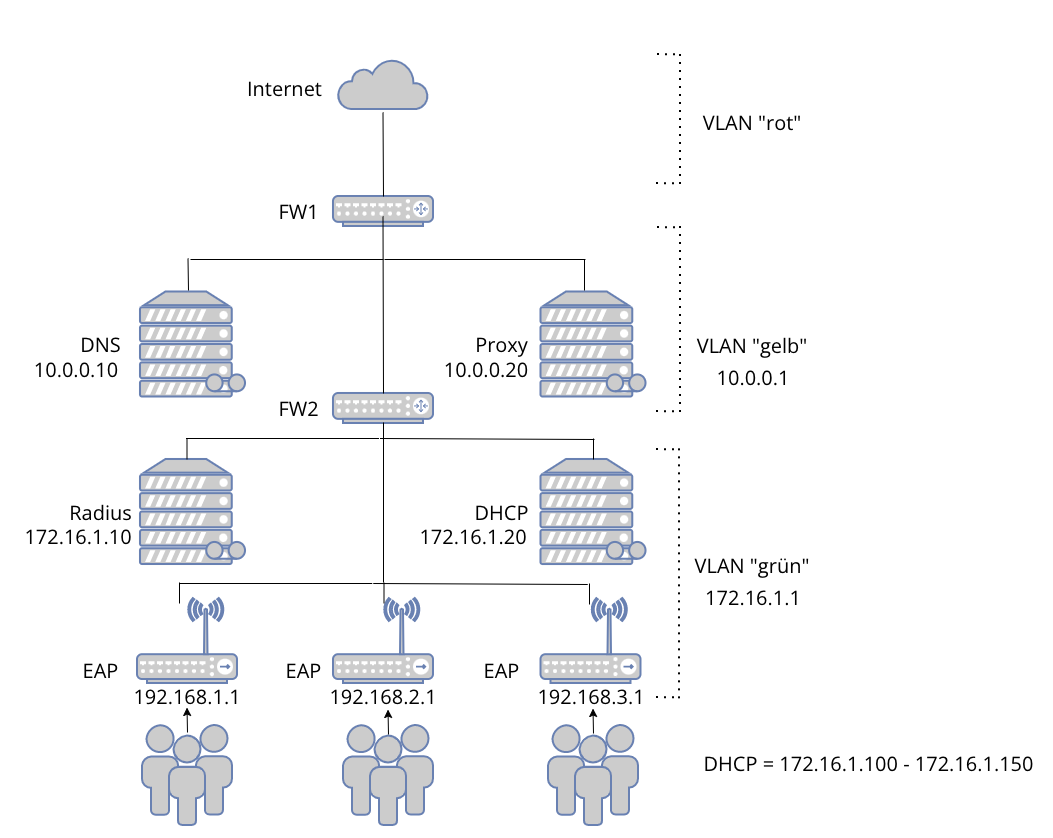 Internet
VLAN "rot"
FW1
DNS
10.0.0.10
Proxy
10.0.0.20
VLAN "gelb"
10.0.0.1
FW2
Radius
172.16.1.10
DHCP
172.16.1.20
VLAN "grün"
172.16.1.1
EAP
192.168.1.1
EAP
192.168.2.1
EAP
192.168.3.1
DHCP = 172.16.1.100 - 172.16.1.150